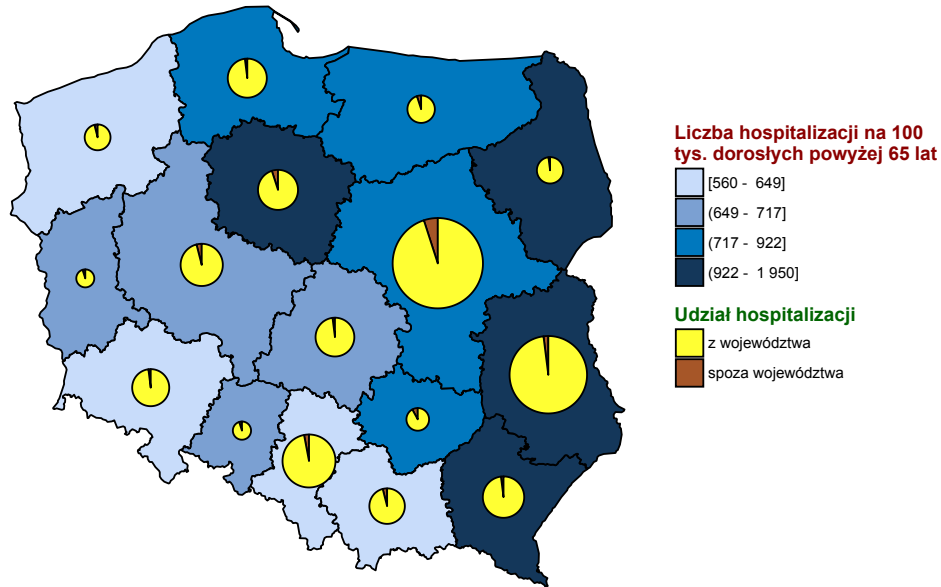 Liczba hospitalizacji na 100
tys. dorosłych powyżej 65 lat
[560 - 649]
(649 - 717]
(717 - 922]
(922 - 1 950]
Udział hospitalizacji
z województwa
spoza województwa